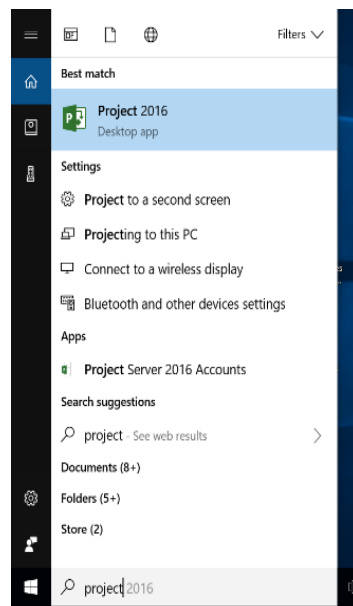 Filters
Best match
Project 2016
Desktop app
Settings
Project to a second screen
Projecting to this PC
Connect to a wireless display
Bluetooth and other devices settings
Apps
Project Server 2016 Accounts
Search suggestions
project - See web results
Documents (8+)
Folders (5+)
Store (2)
project 2016